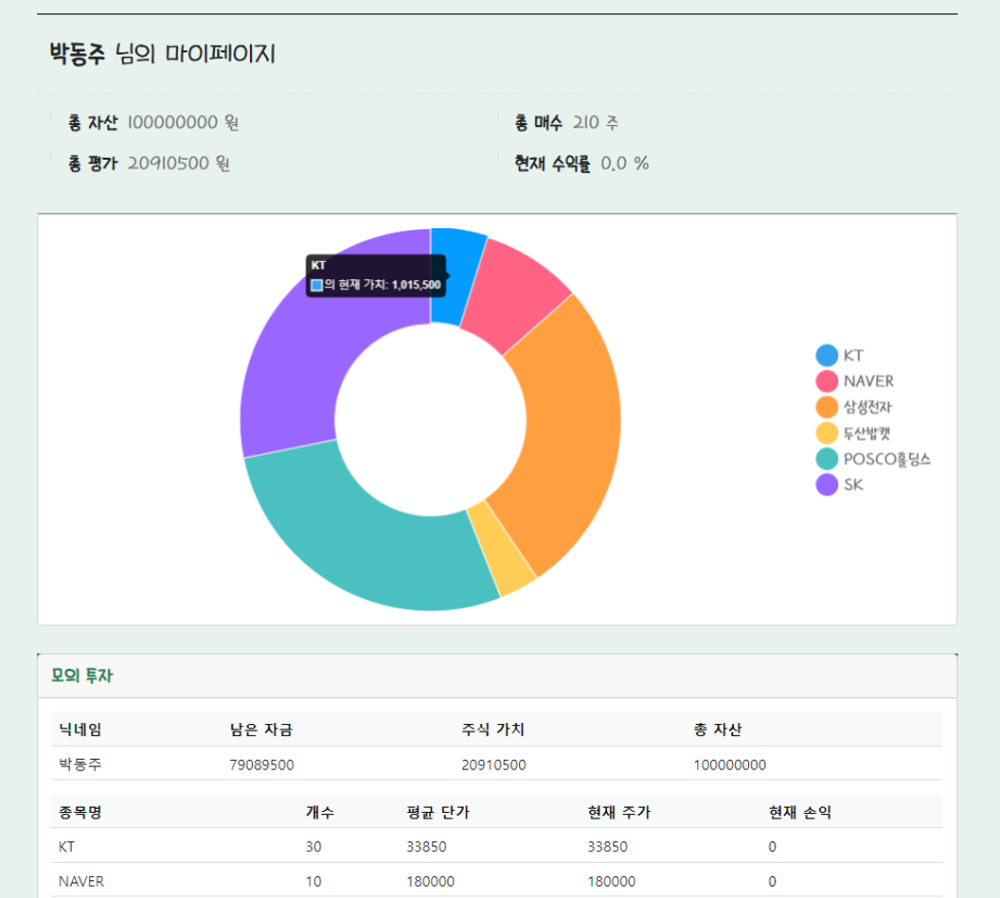 박동주 님의 마이페이지
총 자산 100000000 원
총 매수 210 주
총 평가 20910500 원
현재 수익률 0.0 %
KT
의 현재 가치: 1,015,500
KT
NAVER
삼성전자
두산밥캣
POSCO홀딩스
SK
모의 투자
닉네임 남은 자금 주식 가치 총 자산
박동주 79089500 20910500 100000000
종목명 개수 평균 단가 현재 주가 현재 손익
KT 30 33850 33850 0
NAVER 10 180000 180000 0